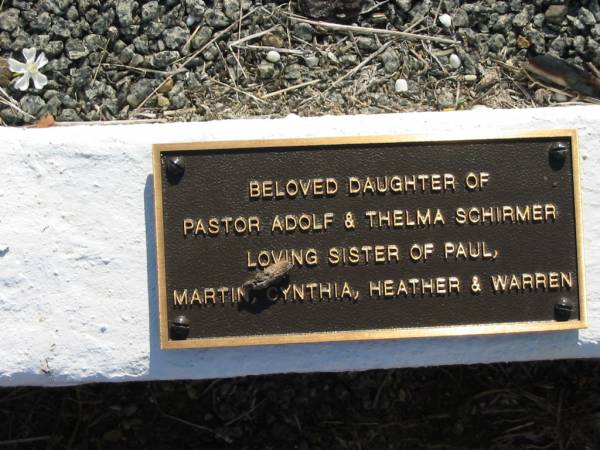 BELOVED DAUGHTER OF
PASTOR ADOLF & THELMA SCHIRMER
LOVING SISTER OF PAUL,
MARTIN, CYNTHIA, HEATHER & WARREN